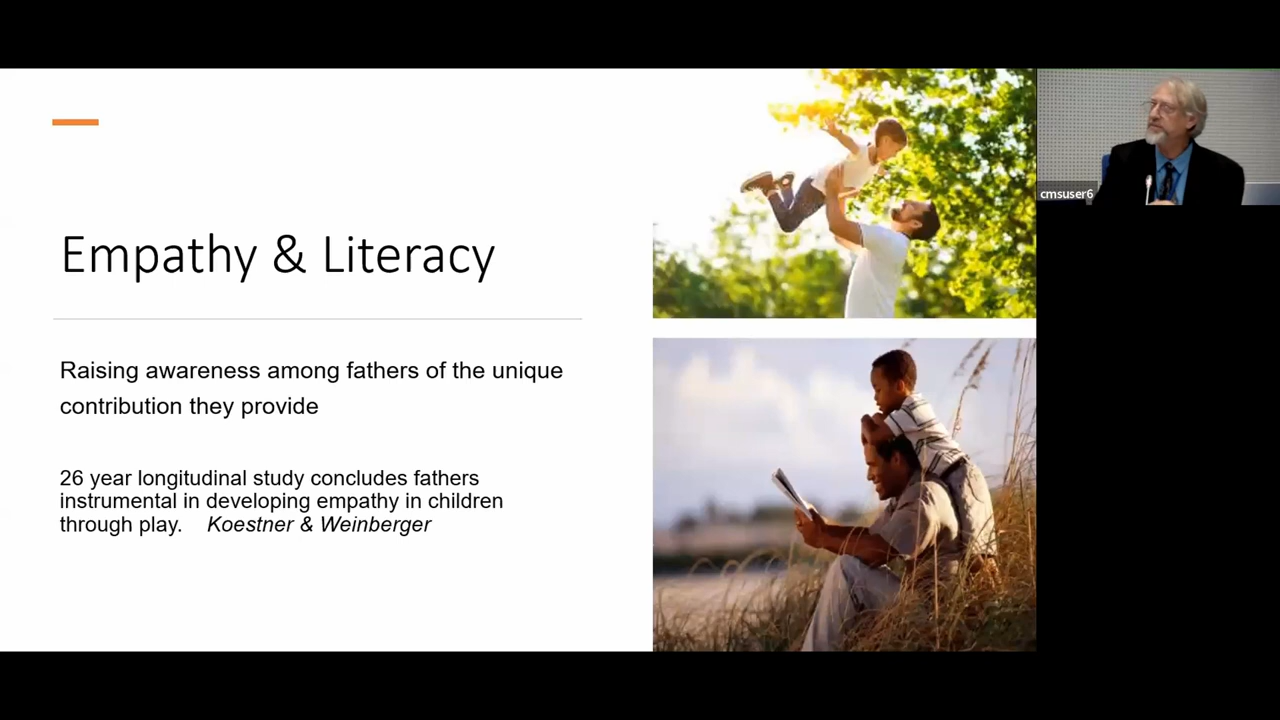 Empathy & Literacy
Raising awareness among fathers of the unique
contribution they provide
26 year longitudinal study concludes fathers
instrumental in developing empathy in children
through play. Koestner & Weinberger
cmsuser6